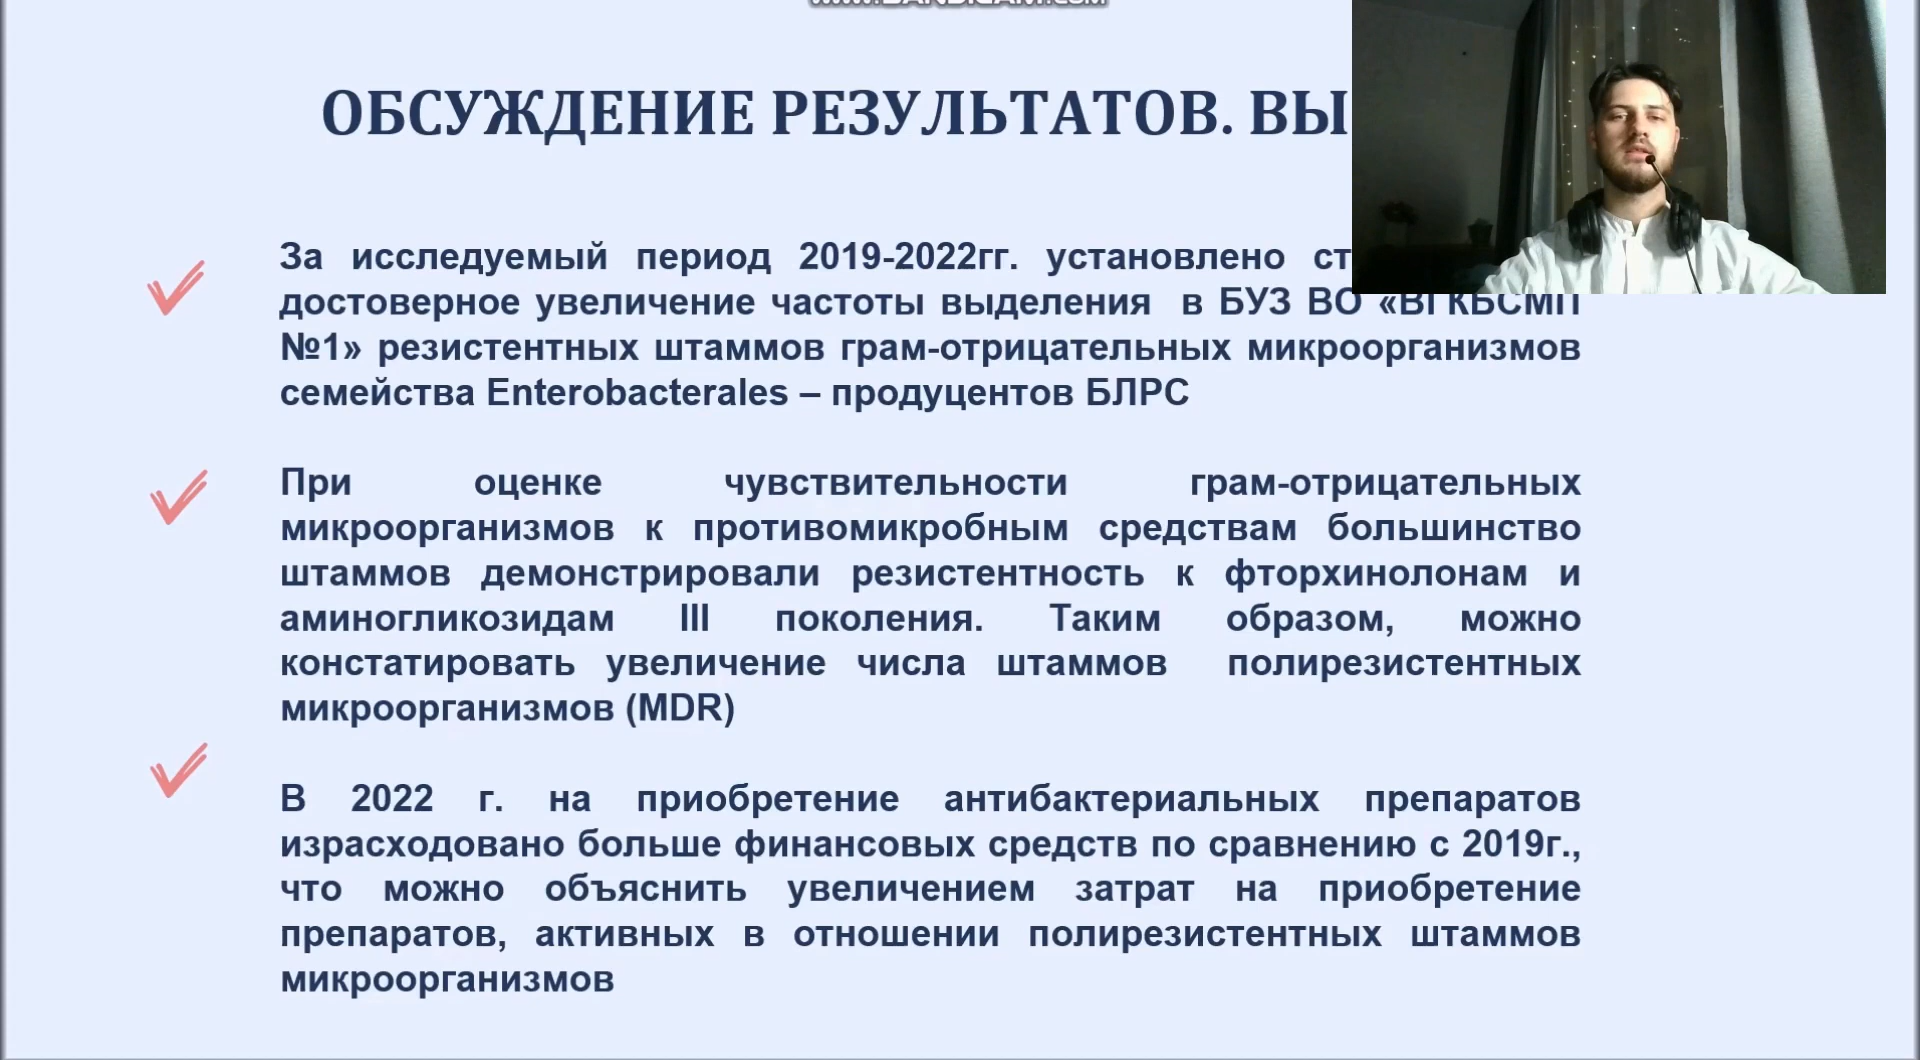 www.BANDICAM.com
ОБСУЖДЕНИЕ РЕЗУЛЬТАТОВ. ВЫ
За исследуемый период 2019-2022гг. установлено ст
достоверное увеличение частоты выделения в БУЗ ВО «ВГКБСМП
№1» резистентных штаммов грам-отрицательных микроорганизмов
семейства Enterobacterales – продуцентов БЛРС
При оценке чувствительности грам-отрицательных
микроорганизмов к противомикробным средствам большинство
штаммов демонстрировали резистентность к фторхинолонам и
аминогликозидам III поколения. Таким образом, можно
констатировать увеличение числа штаммов полирезистентных
микроорганизмов (MDR)
В 2022 г. на приобретение антибактериальных препаратов
израсходовано больше финансовых средств по сравнению с 2019г.,
что можно объяснить увеличением затрат на приобретение
препаратов, активных в отношении полирезистентных штаммов
микроорганизмов